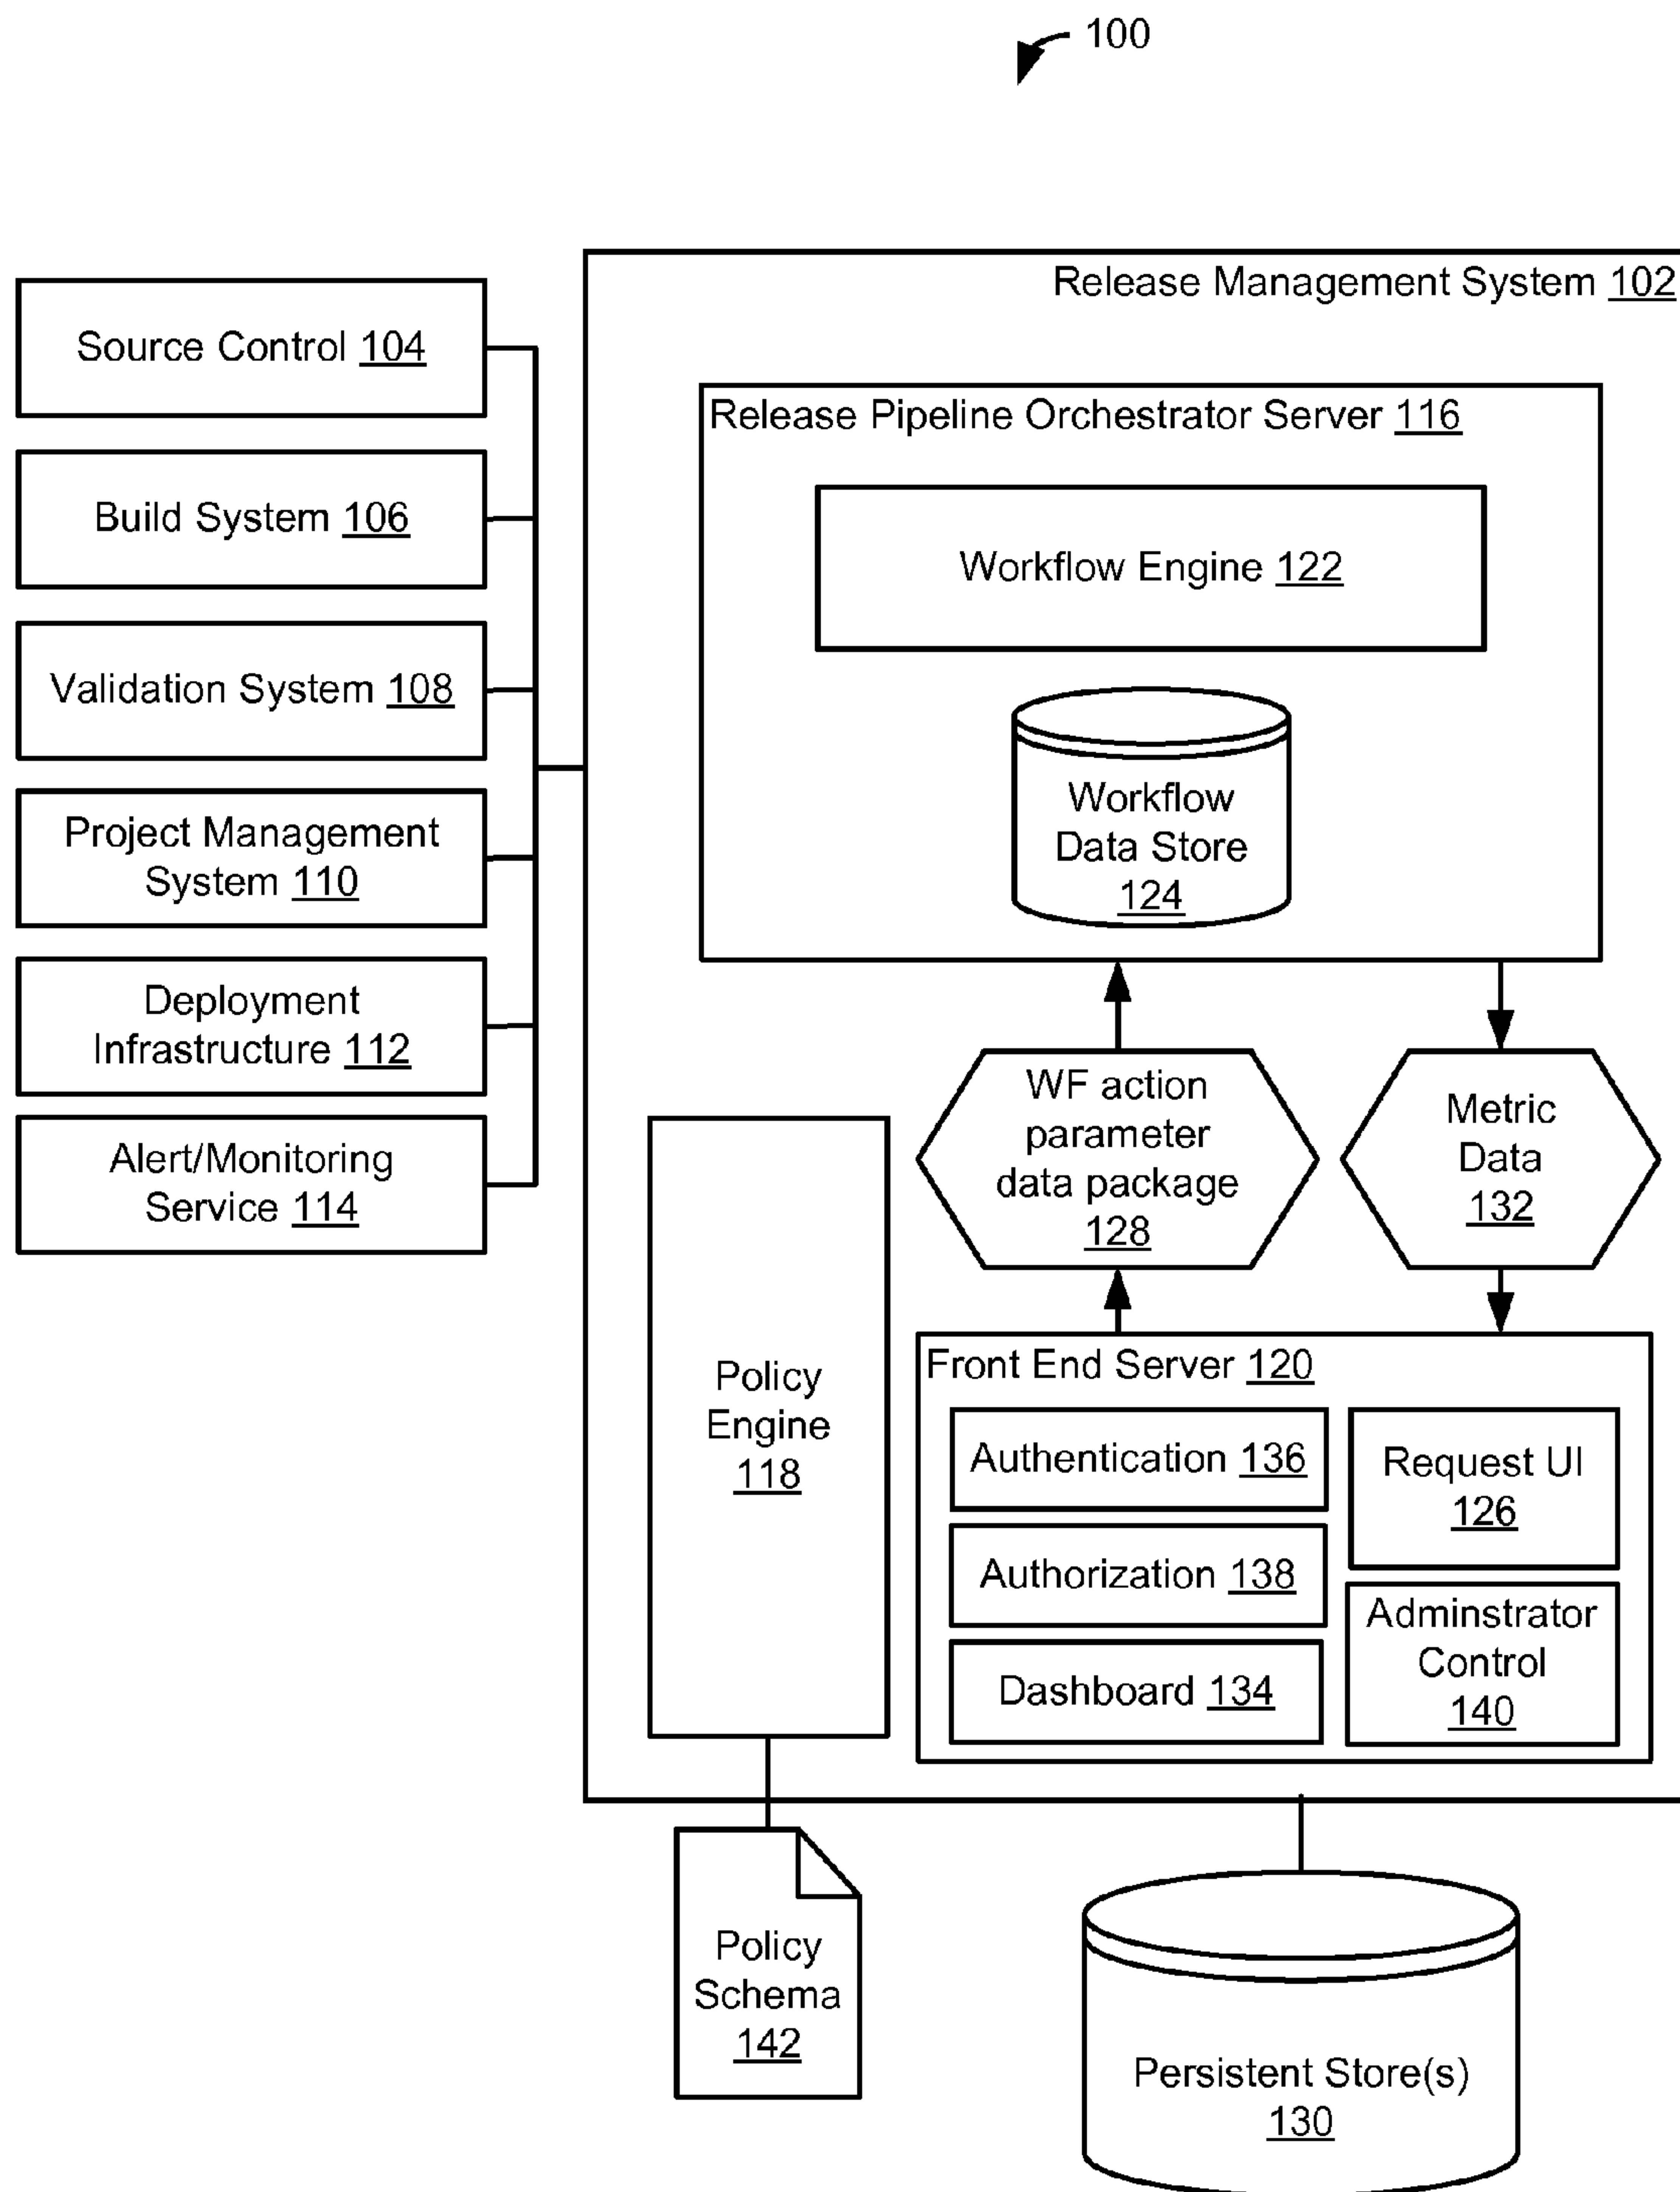 100
Release Management System 102
Source Control 104
Build System 106
Validation System 108
Project Management
System 110
Deployment
Infrastructure 112
Alert/Monitoring
Service 114
Release Pipeline Orchestrator Server 116
Workflow Engine 122
Workflow
Data Store
124
WF action
parameter
data package
128
Metric
Data
132
Policy
Engine
118
Front End Server 120
Authentication 136
Authorization 138
Dashboard 134
Request UI
126
Adminstrator
Control
140
Policy
Schema
142
Persistent Store(s)
130